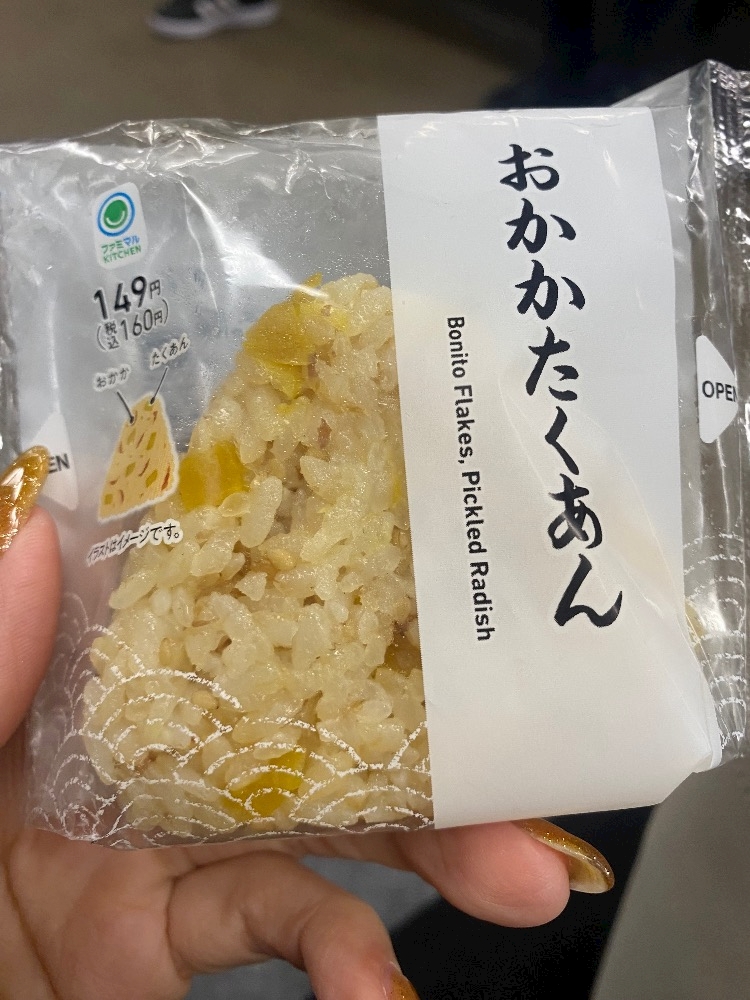 おかかたくあん
Bonito Flakes, Pickled Radish
ファミマル
KITCHEN
149円
(税込160円)
たくあん
おかか
イラストはイメージです。
OPEN
EN